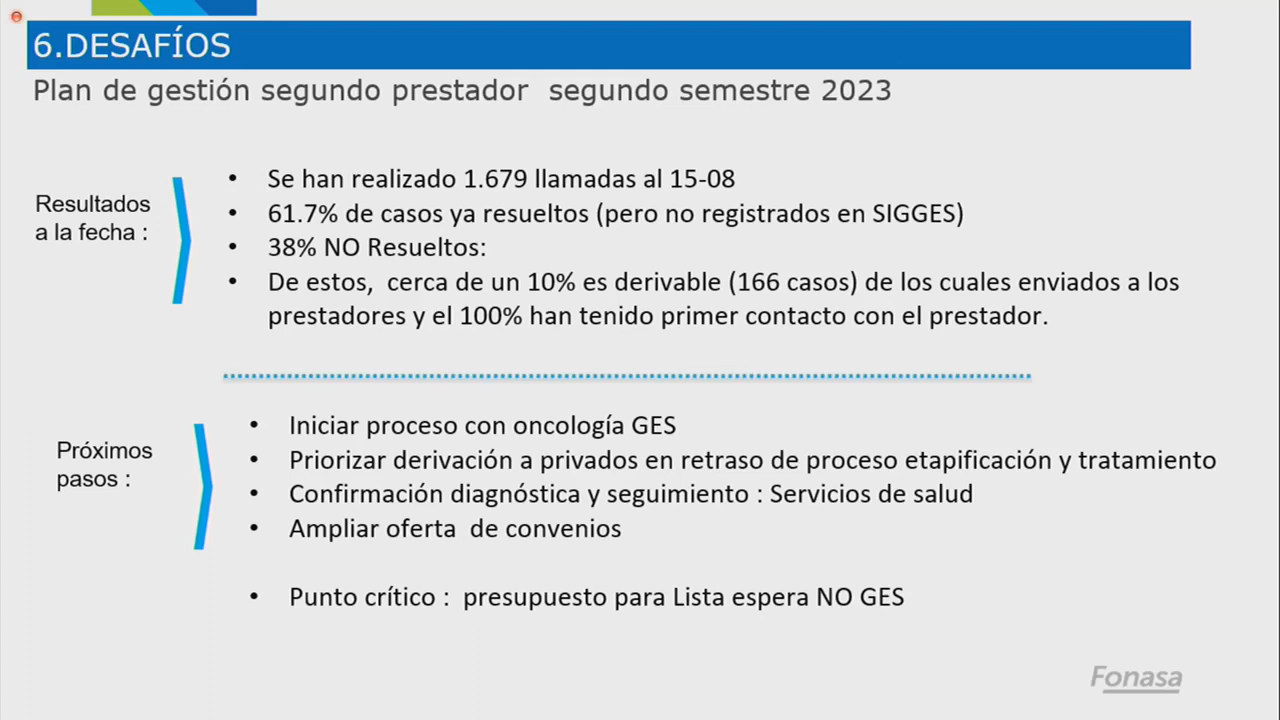 6.DESAFÍOS
Plan de gestión segundo prestador segundo semestre 2023
Resultados
a la fecha :
• Se han realizado 1.679 llamadas al 15-08
• 61.7% de casos ya resueltos (pero no registrados en SIGGES)
• 38% NO Resueltos:
• De estos, cerca de un 10% es derivable (166 casos) de los cuales enviados a los
prestadores y el 100% han tenido primer contacto con el prestador.
Próximos
pasos :
• Iniciar proceso con oncología GES
• Priorizar derivación a privados en retraso de proceso etapificación y tratamiento
• Confirmación diagnóstica y seguimiento : Servicios de salud
• Ampliar oferta de convenios
• Punto crítico : presupuesto para Lista espera NO GES
Fonasa